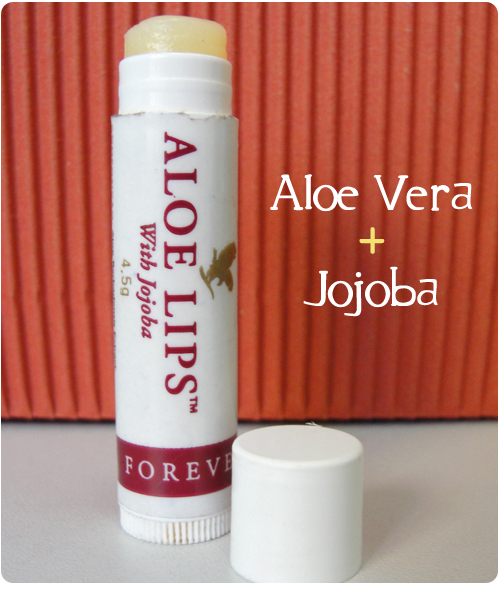 ALOE LIPS™
With Jojoba
4,5g
FOREVE
Aloe Vera
+
Jojoba